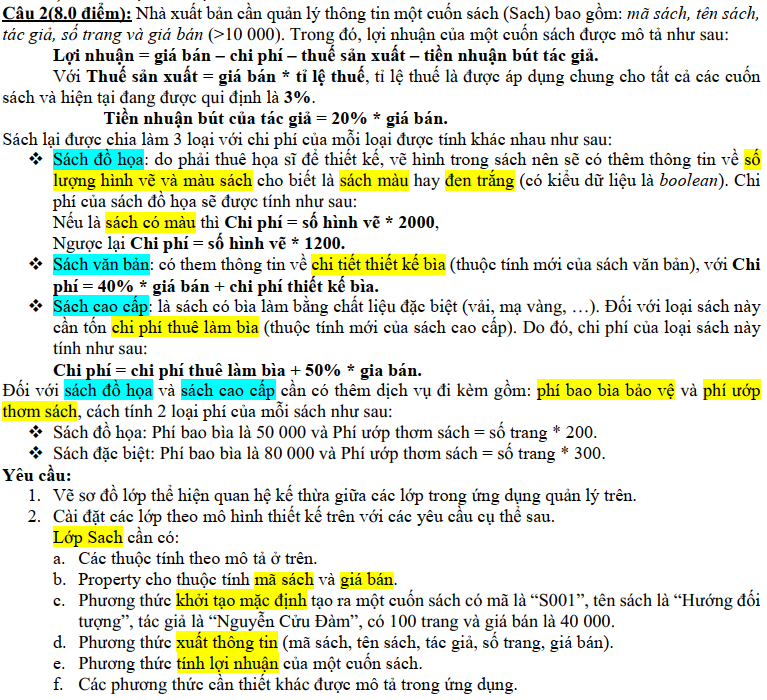 Câu 2(8.0 điểm): Nhà xuất bản cần quản lý thông tin một cuốn sách (Sach) bao gồm: mã sách, tên sách,
tác giả, số trang và giá bán (>10 000). Trong đó, lợi nhuận của một cuốn sách được mô tả như sau:
Lợi nhuận = giá bán – chi phí – thuế sản xuất – tiền nhuận bút tác giả.
Với Thuế sản xuất = giá bán * tỉ lệ thuế, tỉ lệ thuế là được áp dụng chung cho tất cả các cuốn
sách và hiện tại đang được qui định là 3%.
Tiền nhuận bút của tác giả = 20% * giá bán.
Sách lại được chia làm 3 loại với chi phí của mỗi loại được tính khác nhau như sau:
❖ Sách đồ họa: do phải thuê họa sĩ để thiết kế, vẽ hình trong sách nên sẽ có thêm thông tin về số
lượng hình vẽ và màu sách cho biết là sách màu hay đen trắng (có kiểu dữ liệu là boolean). Chi
phí của sách đồ họa sẽ được tính như sau:
Nếu là sách có màu thì Chi phí = số hình vẽ * 2000,
Ngược lại Chi phí = số hình vẽ * 1200.
❖ Sách văn bản: có them thông tin về chi tiết thiết kế bìa (thuộc tính mới của sách văn bản), với Chi
phí = 40% * giá bán + chi phí thiết kế bìa.
❖ Sách cao cấp: là sách có bìa làm bằng chất liệu đặc biệt (vải, mạ vàng, …). Đối với loại sách này
cần tốn chi phí thuê làm bìa (thuộc tính mới của sách cao cấp). Do đó, chi phí của loại sách này
tính như sau:
Chi phí = chi phí thuê làm bìa + 50% * gia bán.
Đối với sách đồ họa và sách cao cấp cần có thêm dịch vụ đi kèm gồm: phí bao bìa bảo vệ và phí ướp
thơm sách, cách tính 2 loại phí của mỗi sách như sau:
❖ Sách đồ họa: Phí bao bìa là 50 000 và Phí ướp thơm sách = số trang * 200.
❖ Sách đặc biệt: Phí bao bìa là 80 000 và Phí ướp thơm sách = số trang * 300.
Yêu cầu:
1. Vẽ sơ đồ lớp thể hiện quan hệ kế thừa giữa các lớp trong ứng dụng quản lý trên.
2. Cài đặt các lớp theo mô hình thiết kế trên với các yêu cầu cụ thể sau.
Lớp Sach cần có:
a. Các thuộc tính theo mô tả ở trên.
b. Property cho thuộc tính mã sách và giá bán.
c. Phương thức khởi tạo mặc định tạo ra một cuốn sách có mã là “S001”, tên sách là “Hướng đối
tượng”, tác giả là “Nguyễn Cửu Đàm”, có 100 trang và giá bán là 40 000.
d. Phương thức xuất thông tin (mã sách, tên sách, tác giả, số trang, giá bán).
e. Phương thức tính lợi nhuận của một cuốn sách.
f. Các phương thức cần thiết khác được mô tả trong ứng dụng.